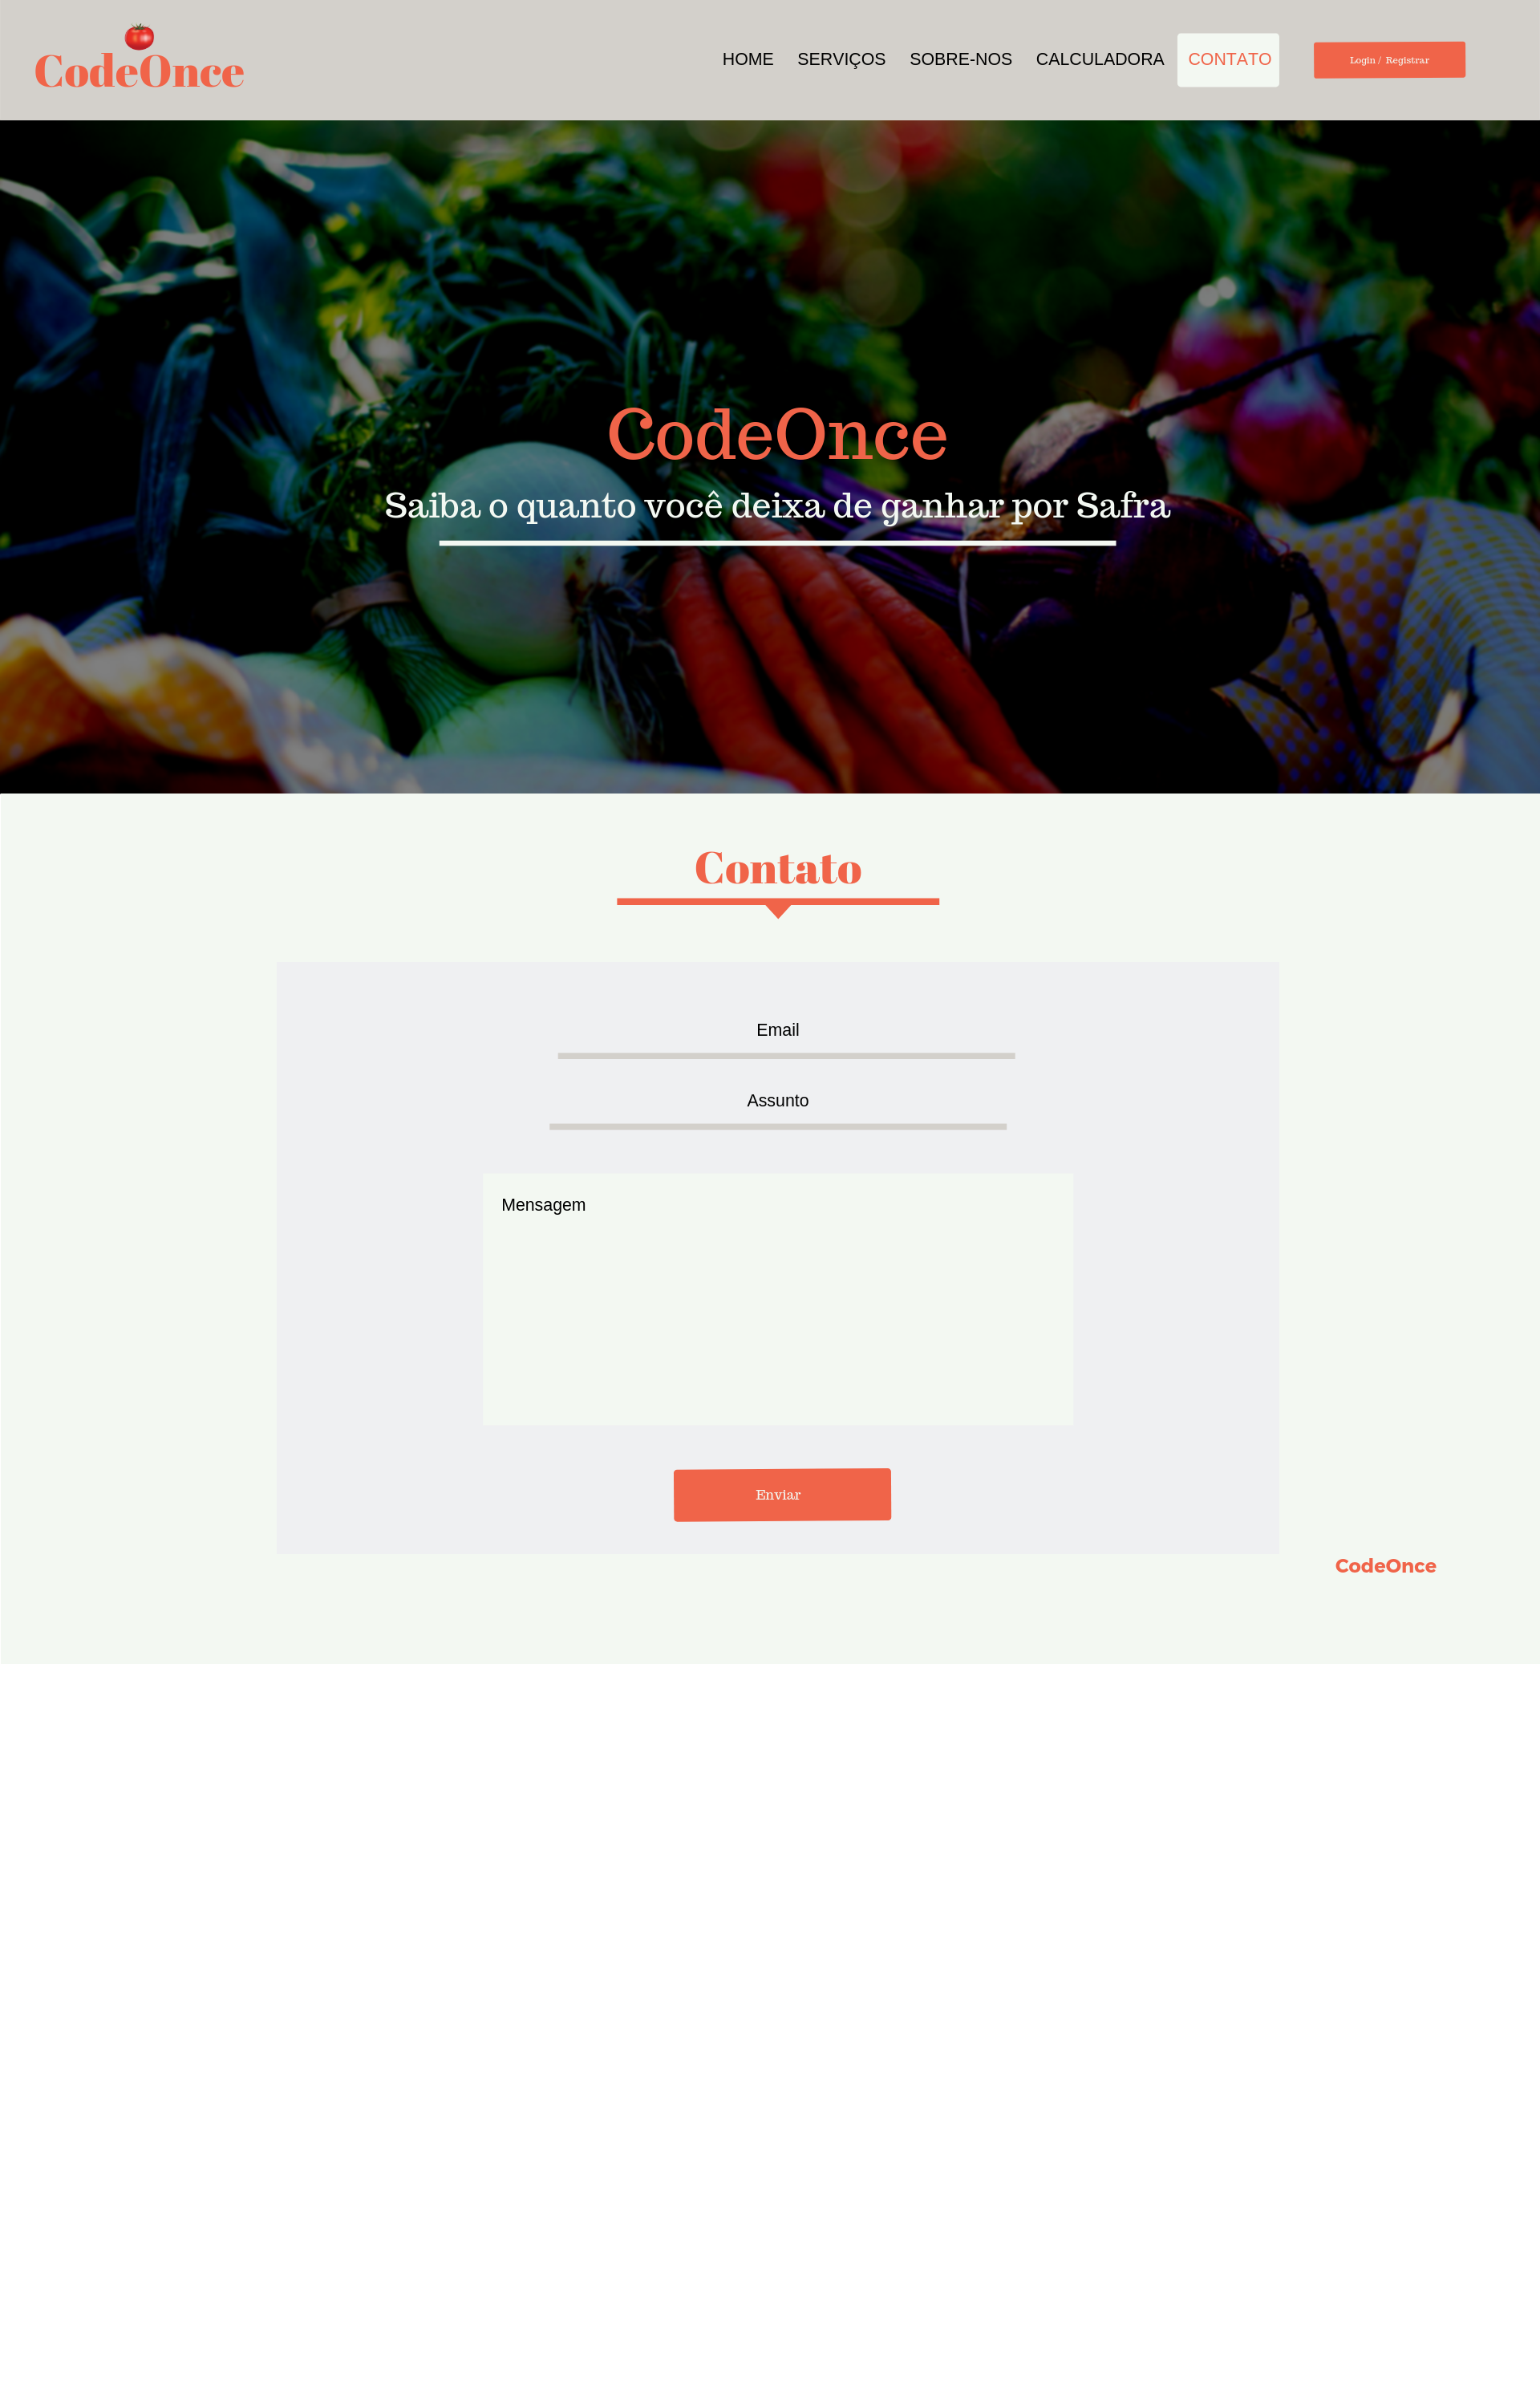 CodeOnce
HOME SERVIÇOS SOBRE-NOS CALCULADORA CONTATO Login / Registrar
CodeOnce
Saiba o quanto você deixa de ganhar por Safra
Contato
Email
Assunto
Mensagem
Enviar
CodeOnce